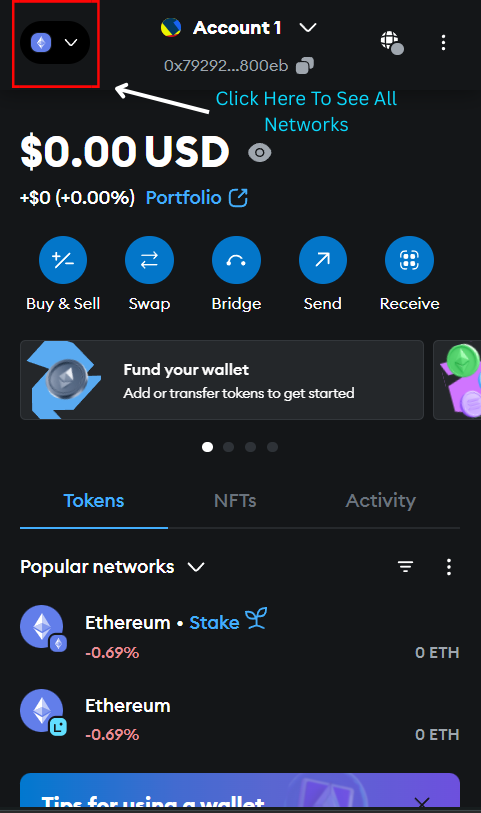 Account 1
0x79292...800eb
Click Here To See All
Networks
$0.00 USD
+$0 (+0.00%) Portfolio
Buy & Sell Swap Bridge Send Receive
Fund your wallet
Add or transfer tokens to get started
Tokens NFTs Activity
Popular networks
Ethereum • Stake
-0.69% 0 ETH
Ethereum
-0.69% 0 ETH
Tips for using a wallet